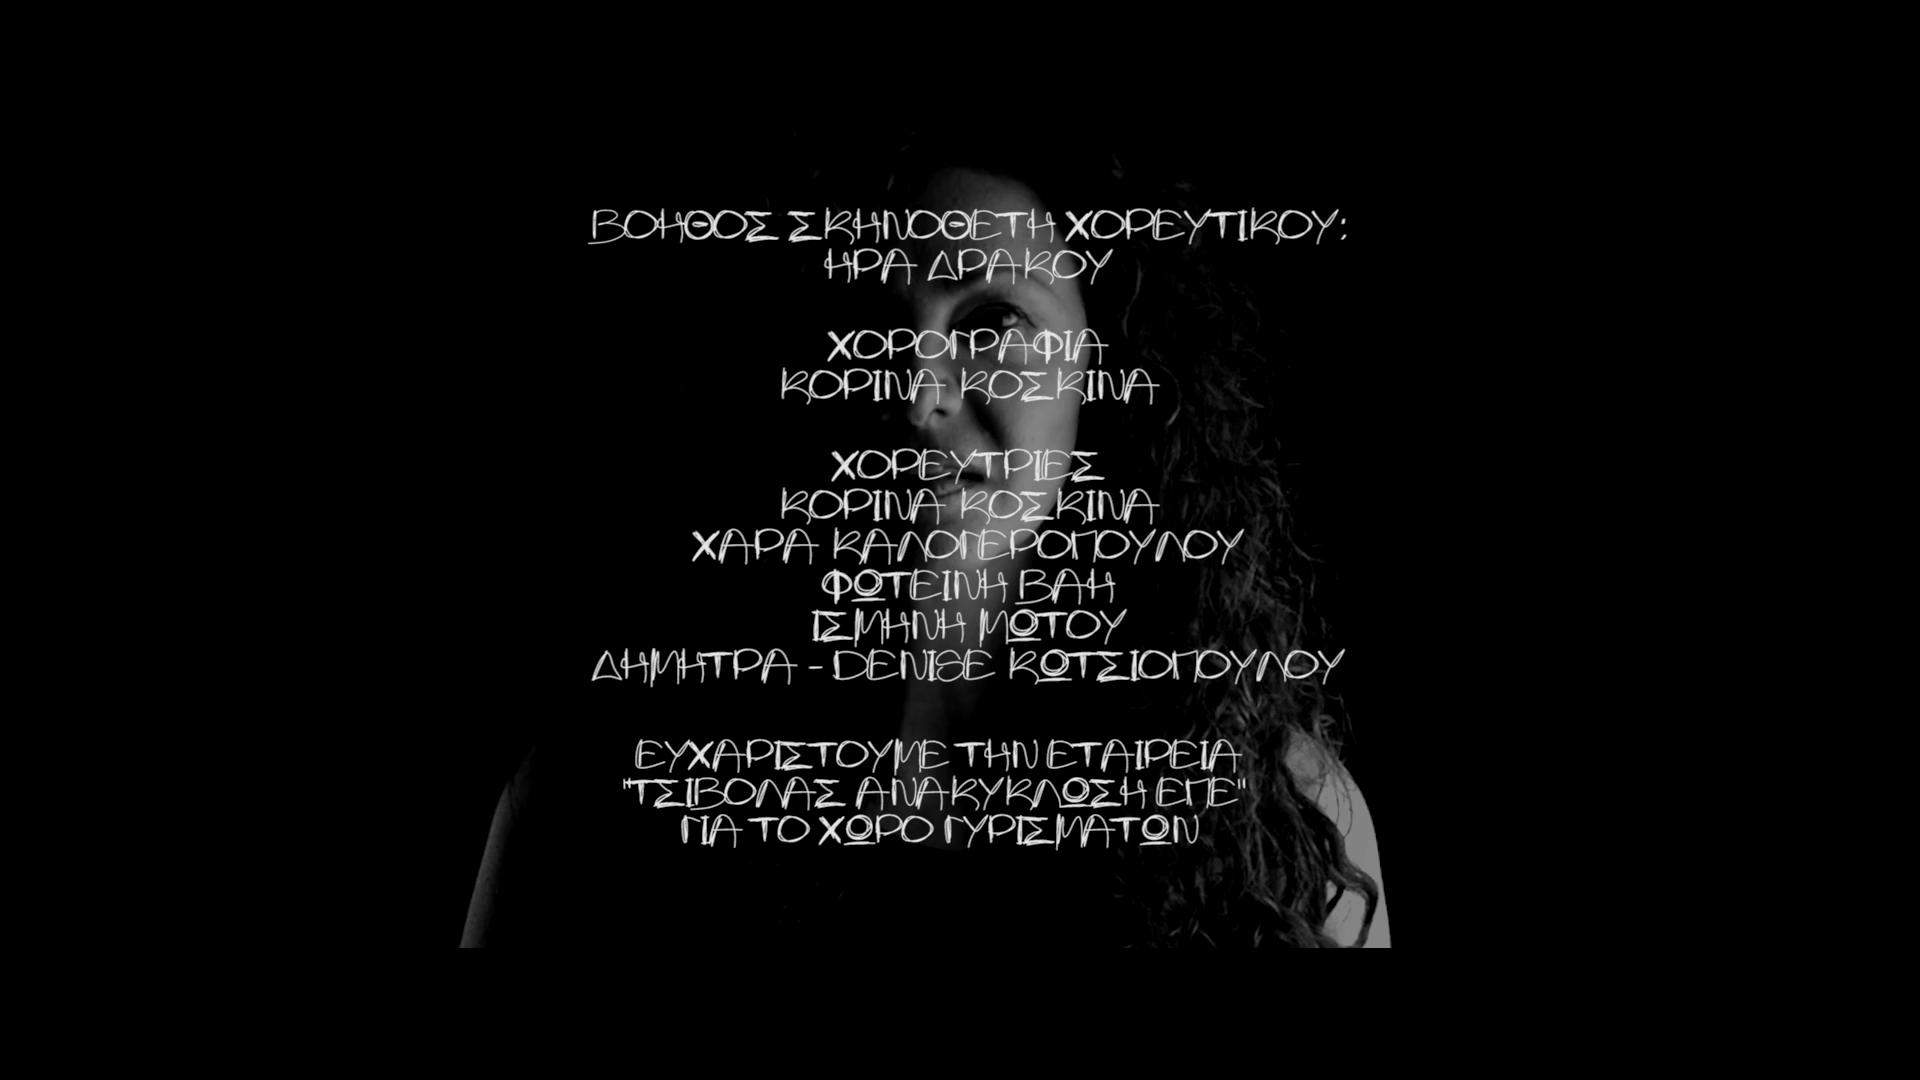 ΒΟΗΘΟΣ ΣΚΗΝΟΘΕΤΗ ΧΟΡΕΥΤΙΚΟΥ:
ΗΡΑ ΔΡΑΚΟΥ
ΧΟΡΟΓΡΑΦΙΑ
ΚΟΡΙΝΑ ΚΟΣΚΙΝΑ
ΧΟΡΕΥΤΡΙΕΣ
ΚΟΡΙΝΑ ΚΟΣΚΙΝΑ
ΧΑΡΑ ΚΑΛΟΓΕΡΟΠΟΥΛΟΥ
ΦΩΤΕΙΝΗ ΒΑΗ
ΙΣΜΗΝΗ ΜΩΤΟΥ
ΔΗΜΗΤΡΑ - DENISE ΚΩΤΣΙΟΠΟΥΛΟΥ
ΕΥΧΑΡΙΣΤΟΥΜΕ ΤΗΝ ΕΤΑΙΡΕΙΑ
"ΤΣΙΒΟΛΑΣ ΑΝΑΚΥΚΛΩΣΗ ΕΠΕ"
ΓΙΑ ΤΟ ΧΩΡΟ ΓΥΡΙΣΜΑΤΩΝ